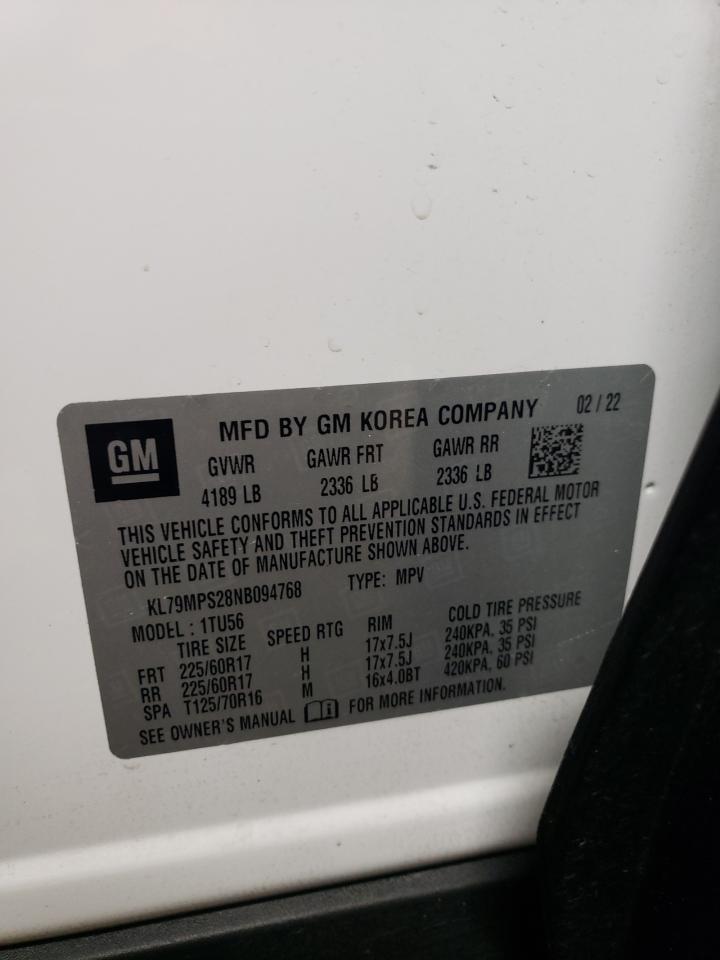 GM
MFD BY GM KOREA COMPANY 02 / 22
GVWR GAWR FRT GAWR RR
4189 LB 2336 LB 2336 LB
THIS VEHICLE CONFORMS TO ALL APPLICABLE U.S. FEDERAL MOTOR
VEHICLE SAFETY AND THEFT PREVENTION STANDARDS IN EFFECT
ON THE DATE OF MANUFACTURE SHOWN ABOVE.
KL79MPS28NB094768 TYPE: MPV
MODEL : 1TU56
TIRE SIZE SPEED RTG RIM COLD TIRE PRESSURE
FRT 225/60R17 H 17x7.5J 240KPA, 35 PSI
RR 225/60R17 H 17x7.5J 240KPA, 35 PSI
SPA T125/70R16 M 16x4.0BT 420KPA, 60 PSI
SEE OWNER'S MANUAL FOR MORE INFORMATION.